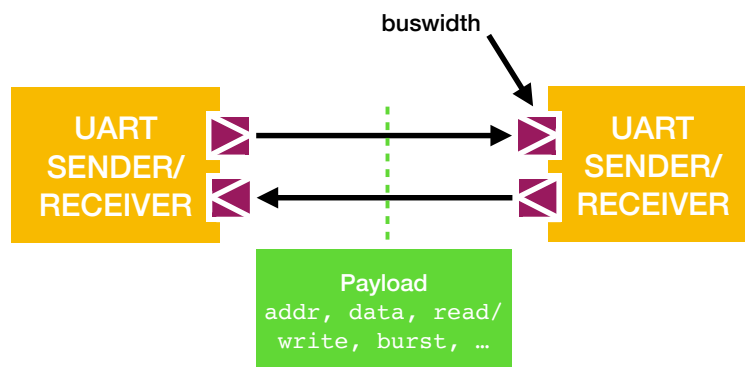 buswidth
UART
SENDER/
RECEIVER
UART
SENDER/
RECEIVER
Payload
addr, data, read/
write, burst, …